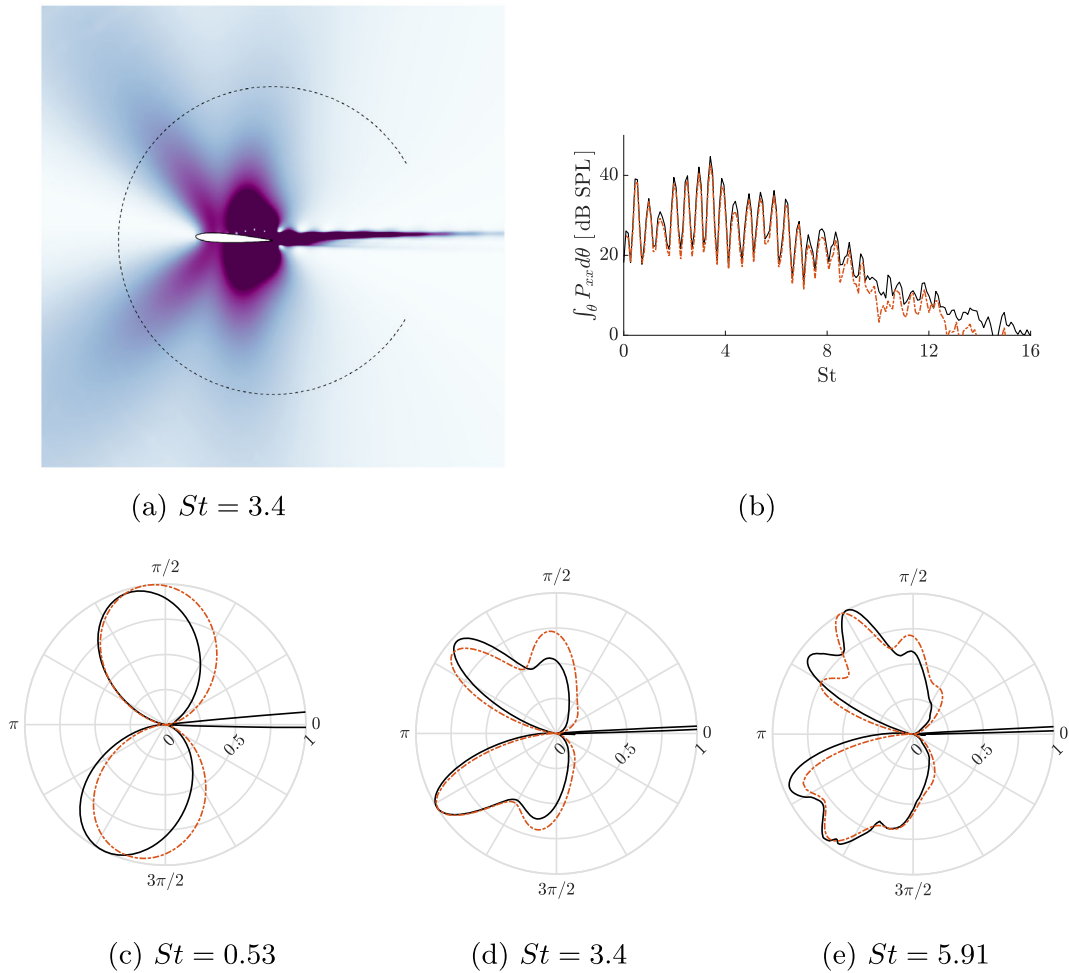 (a) St = 3.4
∫θ Pxx dθ [ dB SPL ]
40
20
0
0 4 8 12 16
St
(b)
π/2
π
0
0 0.5 1
3π/2
(c) St = 0.53
π/2
π
0
0 0.5 1
3π/2
(d) St = 3.4
π/2
π
0
0 0.5 1
3π/2
(e) St = 5.91